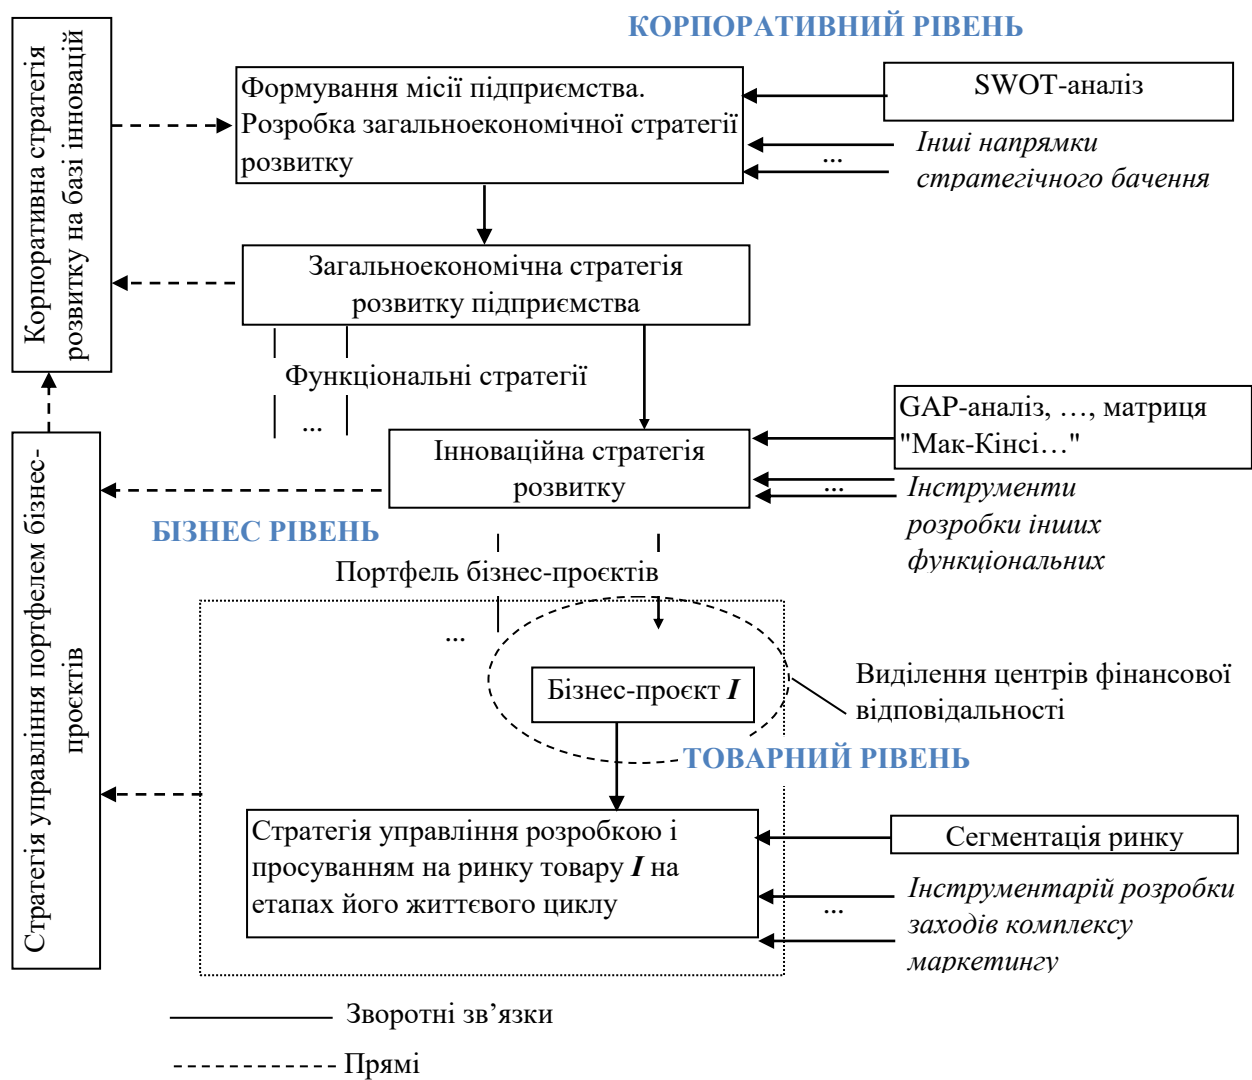 КОРПОРАТИВНИЙ РІВЕНЬ
Корпоративна стратегія
розвитку на базі інновацій
Формування місії підприємства.
Розробка загальноекономічної стратегії
розвитку
SWOT-аналіз
Інші напрямки
...
стратегічного бачення
Загальноекономічна стратегія
розвитку підприємства
Функціональні стратегії
...
GAP-аналіз, …, матриця
"Мак-Кінсі…"
Інноваційна стратегія
розвитку
...
Інструменти
розробки інших
функціональних
БІЗНЕС РІВЕНЬ
Стратегія управління портфелем бізнес-
проєктів
Портфель бізнес-проєктів
...
Бізнес-проєкт I
Виділення центрів фінансової
відповідальності
ТОВАРНИЙ РІВЕНЬ
Стратегія управління розробкою і
просуванням на ринку товару I на
етапах його життєвого циклу
Сегментація ринку
Інструментарій розробки
...
заходів комплексу
маркетингу
Зворотні зв’язки
Прямі